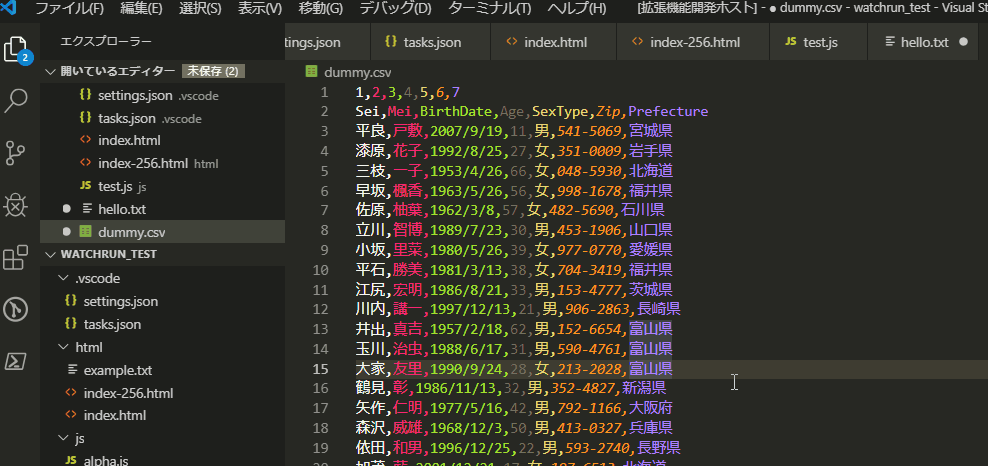 ファイル(F) 編集(E) 選択(S) 表示(V) 移動(G) デバッグ(D) ターミナル(T) ヘルプ(H) [拡張機能開発ホスト] - ● dummy.csv - watchrun_test - Visual St
エクスプローラー
tings.json tasks.json index.html index-256.html test.js hello.txt ●
2
開いているエディター 未保存 (2)
settings.json .vscode
tasks.json .vscode
index.html
index-256.html html
test.js js
● hello.txt
● dummy.csv
WATCHRUN_TEST
.vscode
settings.json
tasks.json
html
example.txt
index-256.html
index.html
js
alpha.js
dummy.csv
1 1,2,3,4,5,6,7
2 Sei,Mei,BirthDate,Age,SexType,Zip,Prefecture
3 平良,戸敷,2007/9/19,11,男,541-5069,宮城県
4 漆原,花子,1992/8/25,27,女,351-0009,岩手県
5 三枝,一子,1953/4/26,66,女,048-5930,北海道
6 早坂,楓香,1963/5/26,56,女,998-1678,福井県
7 佐原,柚葉,1962/3/8,57,女,482-5690,石川県
8 立川,智博,1989/7/23,30,男,453-1906,山口県
9 小坂,里菜,1980/5/26,39,女,977-0770,愛媛県
10 平石,勝美,1981/3/13,38,女,704-3419,福井県
11 江尻,宏明,1986/8/21,33,男,153-4777,茨城県
12 川内,講一,1997/12/13,21,男,906-2863,長崎県
13 井出,真吉,1957/2/18,62,男,152-6654,富山県
14 玉川,治虫,1988/6/17,31,男,590-4761,富山県
15 大家,友里,1990/9/24,28,女,213-2028,富山県
16 鶴見,彰,1986/11/13,32,男,352-4827,新潟県
17 矢作,仁明,1977/5/16,42,男,792-1166,大阪府
18 森沢,威雄,1968/12/3,50,男,413-0327,兵庫県
19 依田,和男,1996/12/25,22,男,593-2740,長野県